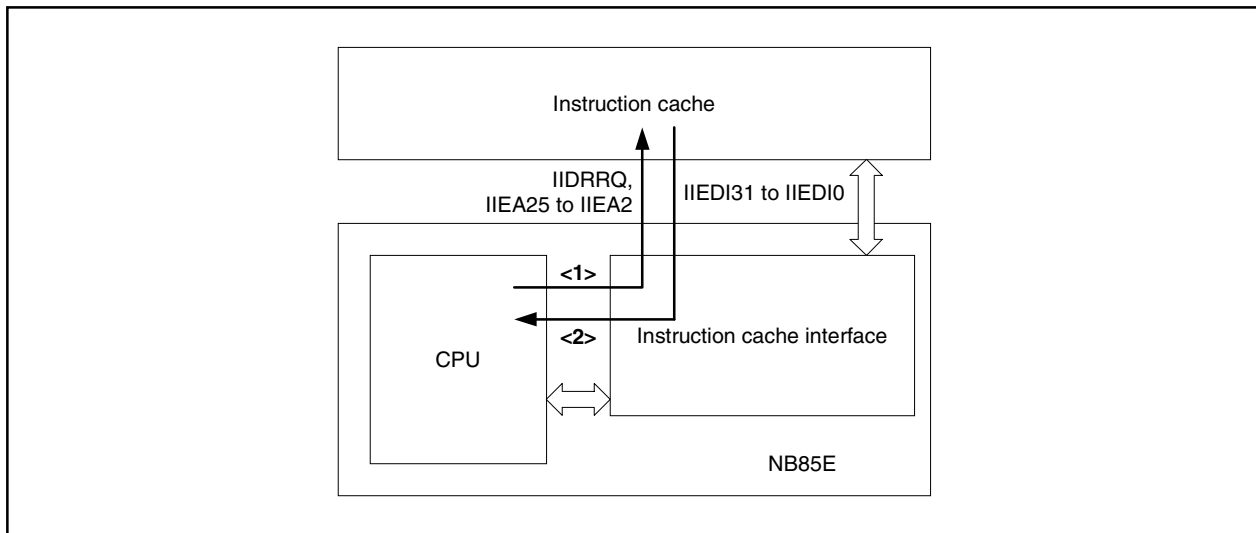 Instruction cache
IIDRRQ,
IIEA25 to IIEA2
IIEDI31 to IIEDI0
<1>
<2>
Instruction cache interface
CPU
NB85E